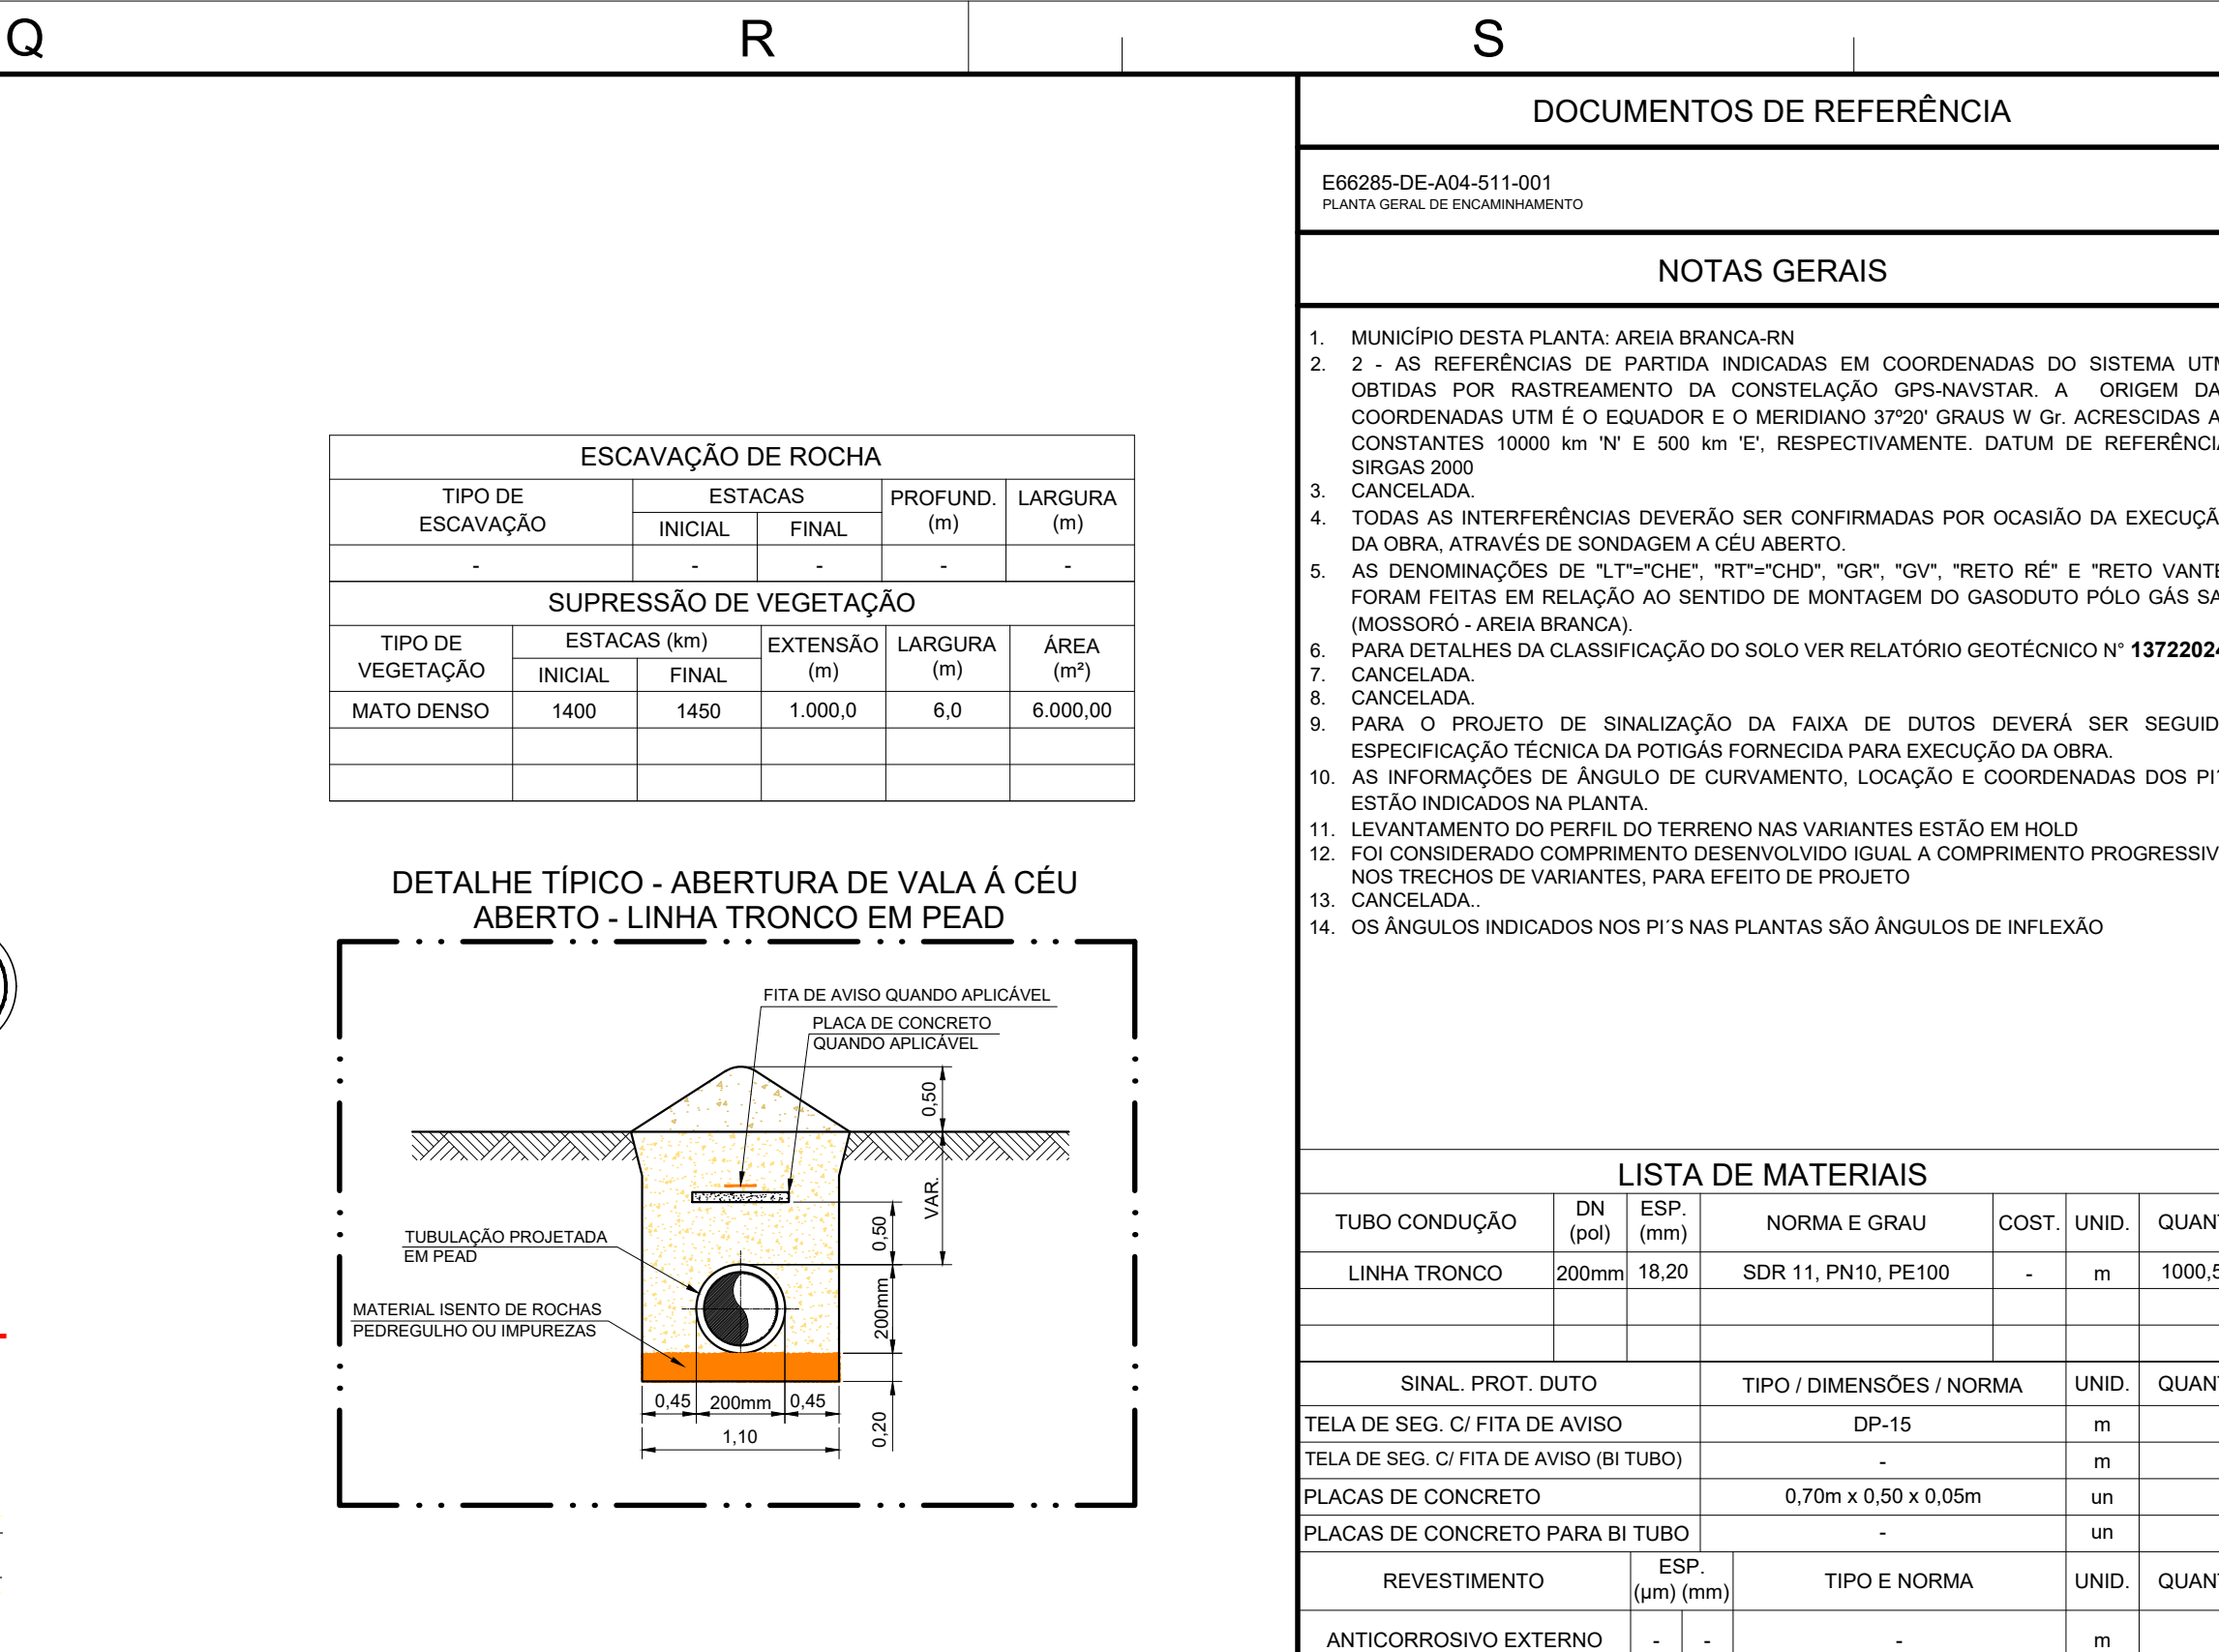 Q R S
ESCAVAÇÃO DE ROCHA
TIPO DE ESCAVAÇÃO ESTACAS PROFUND. (m) LARGURA (m)
INICIAL FINAL
- - - - -
SUPRESSÃO DE VEGETAÇÃO
TIPO DE VEGETAÇÃO ESTACAS (km) EXTENSÃO (m) LARGURA (m) ÁREA (m²)
INICIAL FINAL
MATO DENSO 1400 1450 1.000,0 6,0 6.000,00
DETALHE TÍPICO - ABERTURA DE VALA Á CÉU
ABERTO - LINHA TRONCO EM PEAD
FITA DE AVISO QUANDO APLICÁVEL
PLACA DE CONCRETO
QUANDO APLICÁVEL
0,50
VAR.
0,50
TUBULAÇÃO PROJETADA
EM PEAD
200mm
MATERIAL ISENTO DE ROCHAS
PEDREGULHO OU IMPUREZAS
0,45 200mm 0,45
0,20
1,10
DOCUMENTOS DE REFERÊNCIA
E66285-DE-A04-511-001
PLANTA GERAL DE ENCAMINHAMENTO
NOTAS GERAIS
1. MUNICÍPIO DESTA PLANTA: AREIA BRANCA-RN
2. 2 - AS REFERÊNCIAS DE PARTIDA INDICADAS EM COORDENADAS DO SISTEMA UTM
OBTIDAS POR RASTREAMENTO DA CONSTELAÇÃO GPS-NAVSTAR. A ORIGEM DA
COORDENADAS UTM É O EQUADOR E O MERIDIANO 37º20' GRAUS W Gr. ACRESCIDAS A
CONSTANTES 10000 km 'N' E 500 km 'E', RESPECTIVAMENTE. DATUM DE REFERÊNCIA
SIRGAS 2000
3. CANCELADA.
4. TODAS AS INTERFERÊNCIAS DEVERÃO SER CONFIRMADAS POR OCASIÃO DA EXECUÇÃ
DA OBRA, ATRAVÉS DE SONDAGEM A CÉU ABERTO.
5. AS DENOMINAÇÕES DE "LT"="CHE", "RT"="CHD", "GR", "GV", "RETO RÉ" E "RETO VANTE
FORAM FEITAS EM RELAÇÃO AO SENTIDO DE MONTAGEM DO GASODUTO PÓLO GÁS SA
(MOSSORÓ - AREIA BRANCA).
6. PARA DETALHES DA CLASSIFICAÇÃO DO SOLO VER RELATÓRIO GEOTÉCNICO N° 13722024
7. CANCELADA.
8. CANCELADA.
9. PARA O PROJETO DE SINALIZAÇÃO DA FAIXA DE DUTOS DEVERÁ SER SEGUID
ESPECIFICAÇÃO TÉCNICA DA POTIGÁS FORNECIDA PARA EXECUÇÃO DA OBRA.
10. AS INFORMAÇÕES DE ÂNGULO DE CURVAMENTO, LOCAÇÃO E COORDENADAS DOS PI´
ESTÃO INDICADOS NA PLANTA.
11. LEVANTAMENTO DO PERFIL DO TERRENO NAS VARIANTES ESTÃO EM HOLD
12. FOI CONSIDERADO COMPRIMENTO DESENVOLVIDO IGUAL A COMPRIMENTO PROGRESSIV
NOS TRECHOS DE VARIANTES, PARA EFEITO DE PROJETO
13. CANCELADA..
14. OS ÂNGULOS INDICADOS NOS PI´S NAS PLANTAS SÃO ÂNGULOS DE INFLEXÃO
LISTA DE MATERIAIS
TUBO CONDUÇÃO DN (pol) ESP. (mm) NORMA E GRAU COST. UNID. QUANT
LINHA TRONCO 200mm 18,20 SDR 11, PN10, PE100 - m 1000,5
SINAL. PROT. DUTO TIPO / DIMENSÕES / NORMA UNID. QUANT
TELA DE SEG. C/ FITA DE AVISO DP-15 m
TELA DE SEG. C/ FITA DE AVISO (BI TUBO) - m
PLACAS DE CONCRETO 0,70m x 0,50 x 0,05m un
PLACAS DE CONCRETO PARA BI TUBO - un
REVESTIMENTO ESP. (µm) (mm) TIPO E NORMA UNID. QUANT
ANTICORROSIVO EXTERNO - - - m